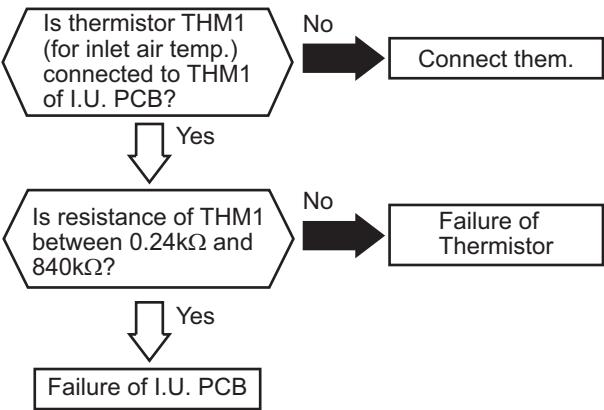 Is thermistor THM1
(for inlet air temp.)
connected to THM1
of I.U. PCB?
No
Connect them.
Yes
Is resistance of THM1
between 0.24kΩ and
840kΩ?
No
Failure of
Thermistor
Yes
Failure of I.U. PCB